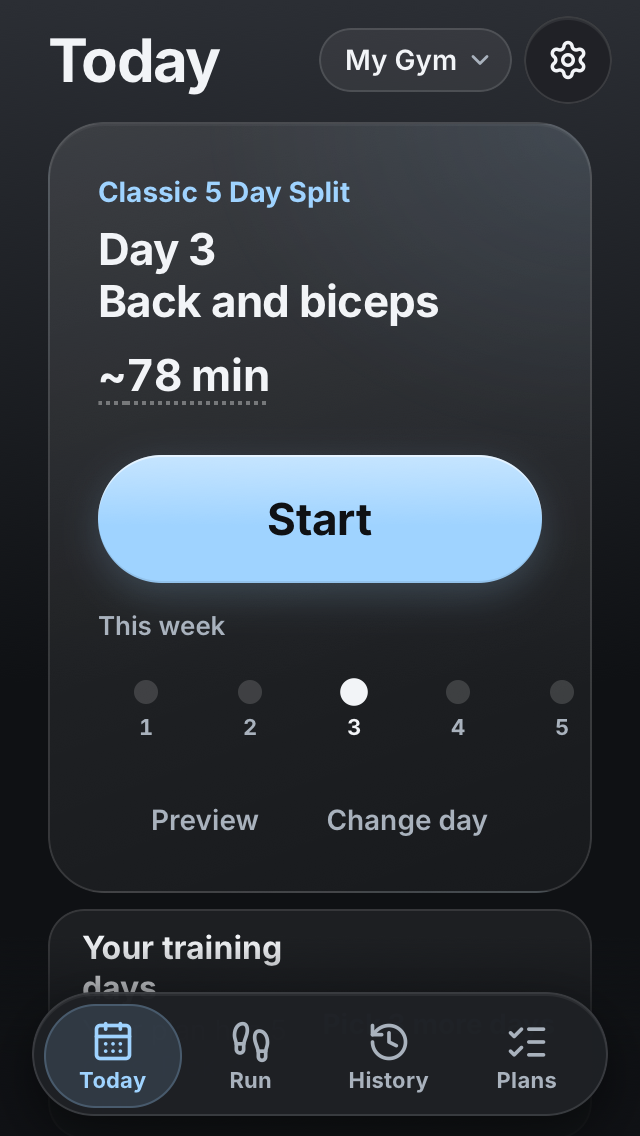 Today
My Gym
Classic 5 Day Split
Day 3
Back and biceps
~78 min
Start
This week
1 2 3 4 5
Preview Change day
Your training
days
Today Run History Plans